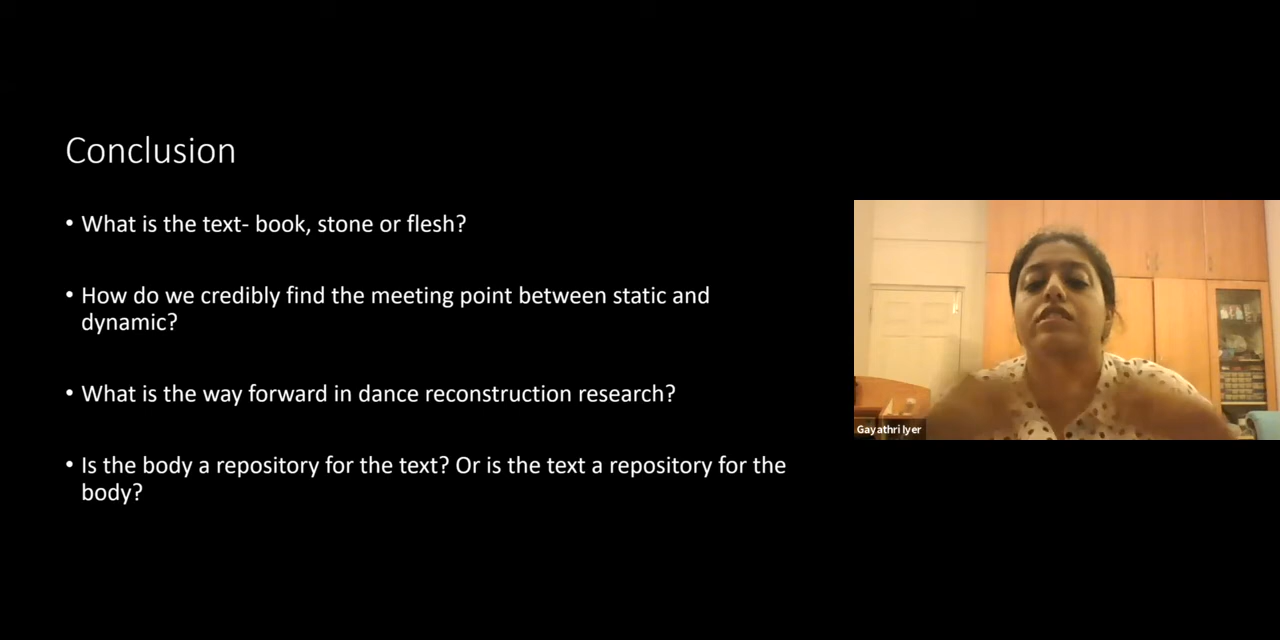 Conclusion
• What is the text- book, stone or flesh?
• How do we credibly find the meeting point between static and
dynamic?
• What is the way forward in dance reconstruction research?
• Is the body a repository for the text? Or is the text a repository for the
body?
Gayathri Iyer